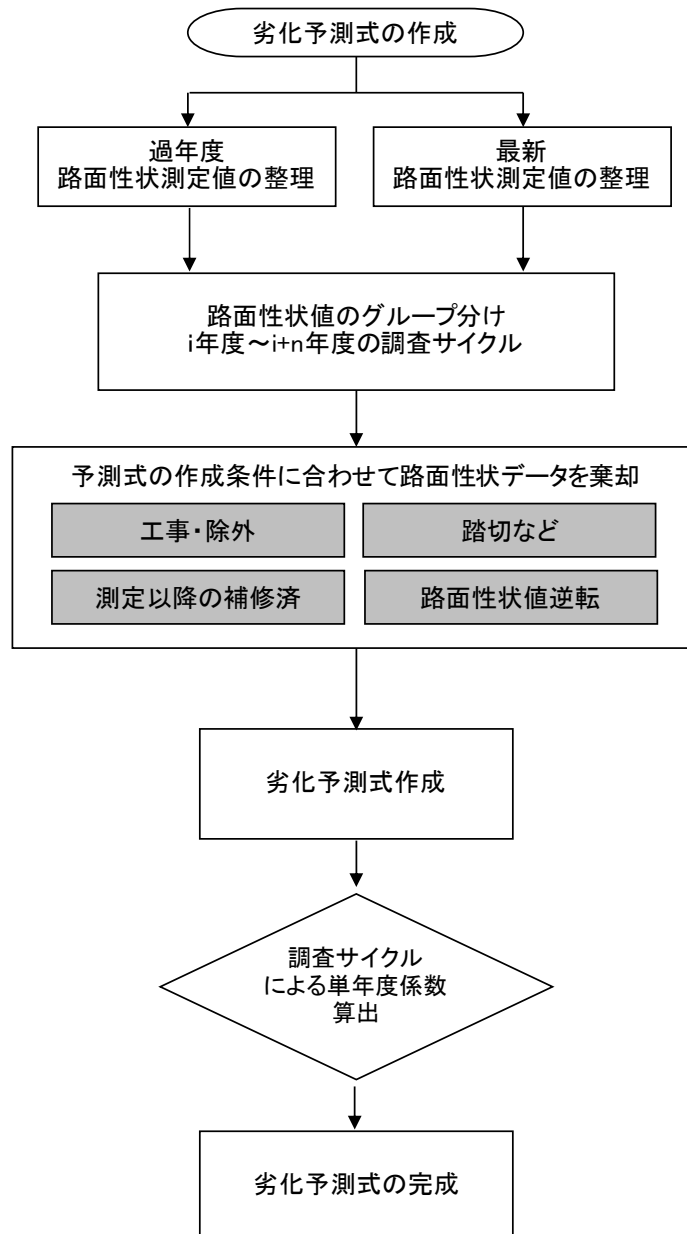 劣化予測式の作成
過年度
路面性状測定値の整理
最新
路面性状測定値の整理
路面性状値のグループ分け
i年度～i+n年度の調査サイクル
予測式の作成条件に合わせて路面性状データを棄却
工事・除外
踏切など
測定以降の補修済
路面性状値逆転
劣化予測式作成
調査サイクル
による単年度係数
算出
劣化予測式の完成